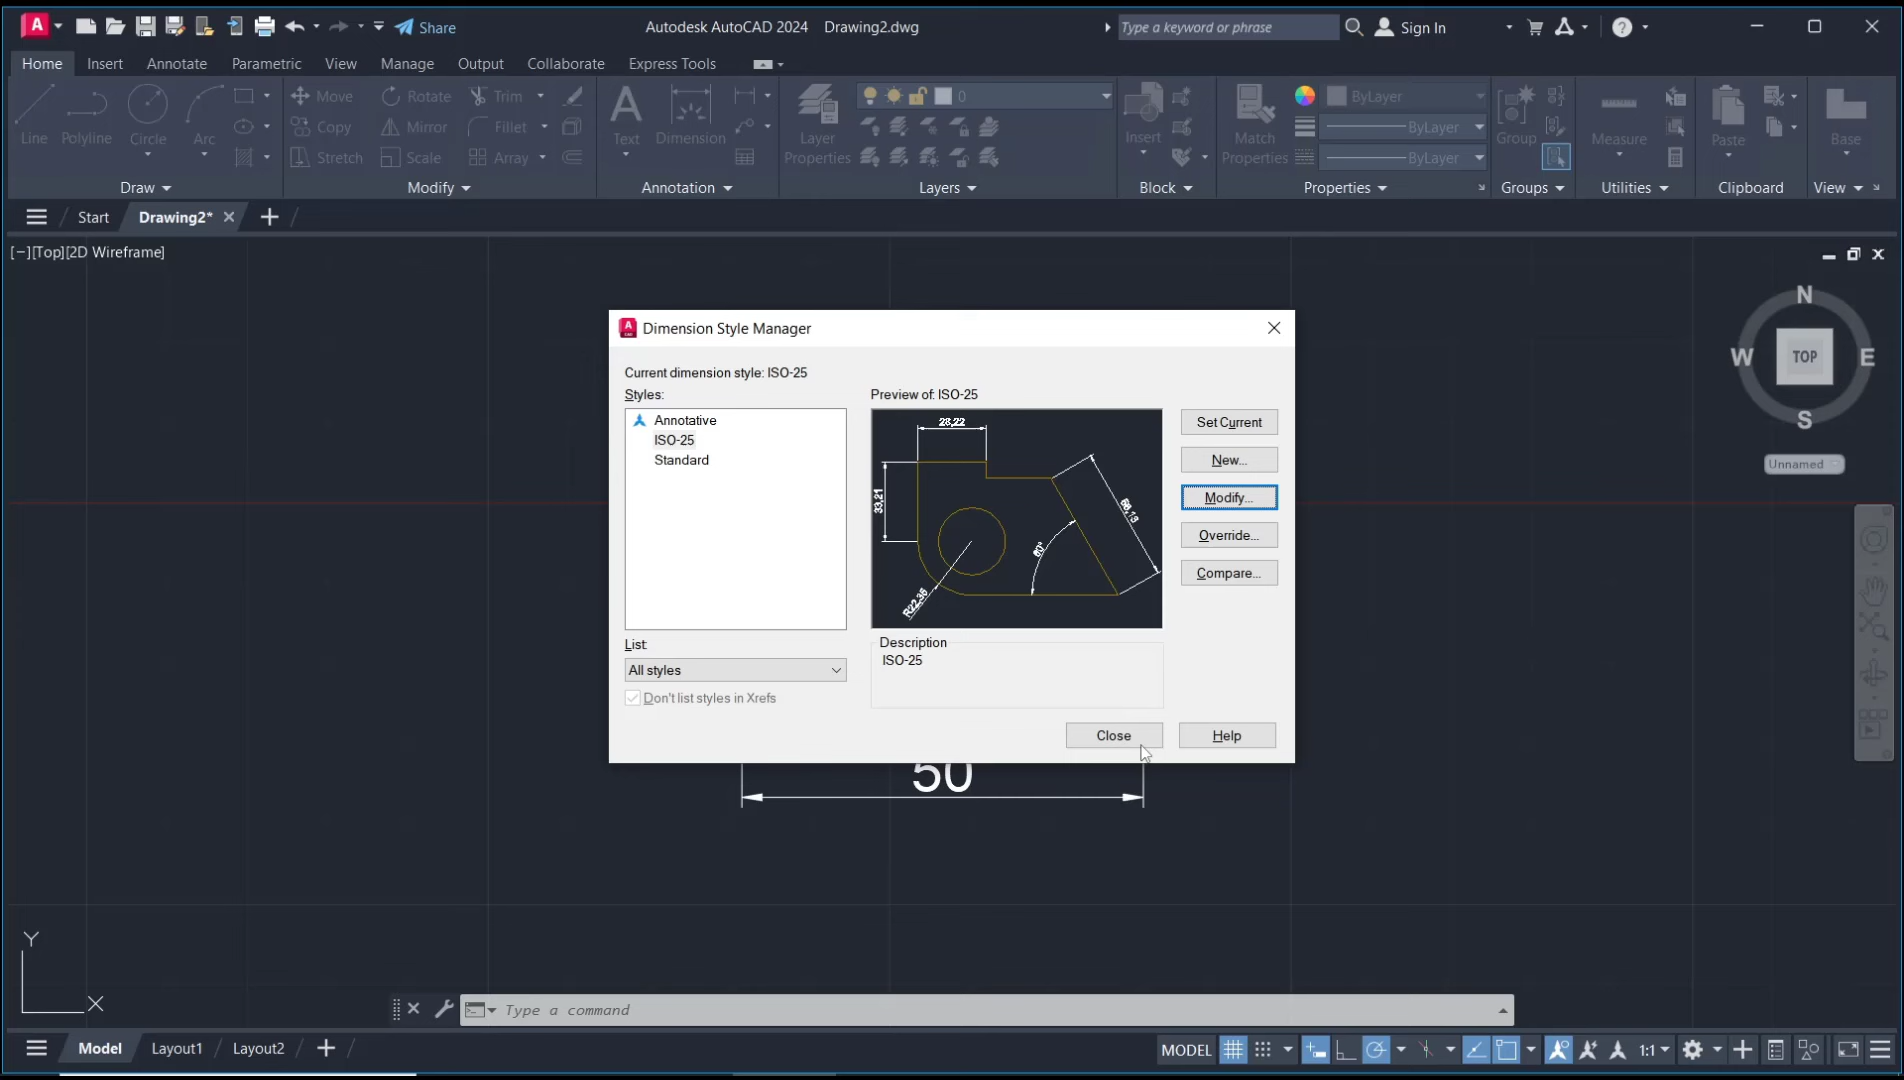 Share
Autodesk AutoCAD 2024 Drawing2.dwg
Type a keyword or phrase
Sign In
Home Insert Annotate Parametric View Manage Output Collaborate Express Tools
Line Polyline Circle Arc
Move Rotate Trim
Copy Mirror Fillet
Stretch Scale Array
Text Dimension
Layer Properties
0
Insert
Match Properties
ByLayer
ByLayer
ByLayer
Group
Measure
Paste
Base
Draw Modify Annotation Layers Block Properties Groups Utilities Clipboard View
Start Drawing2*
[−][Top][2D Wireframe]
N
W TOP E
S
Unnamed
Dimension Style Manager
Current dimension style: ISO-25
Styles:
Annotative
ISO-25
Standard
Preview of: ISO-25
28,22
33,21
60°
R22,35
Set Current
New...
Modify...
Override...
Compare...
List:
All styles
Don't list styles in Xrefs
Description
ISO-25
Close Help
50
Y
X
Type a command
Model Layout1 Layout2
MODEL 1:1